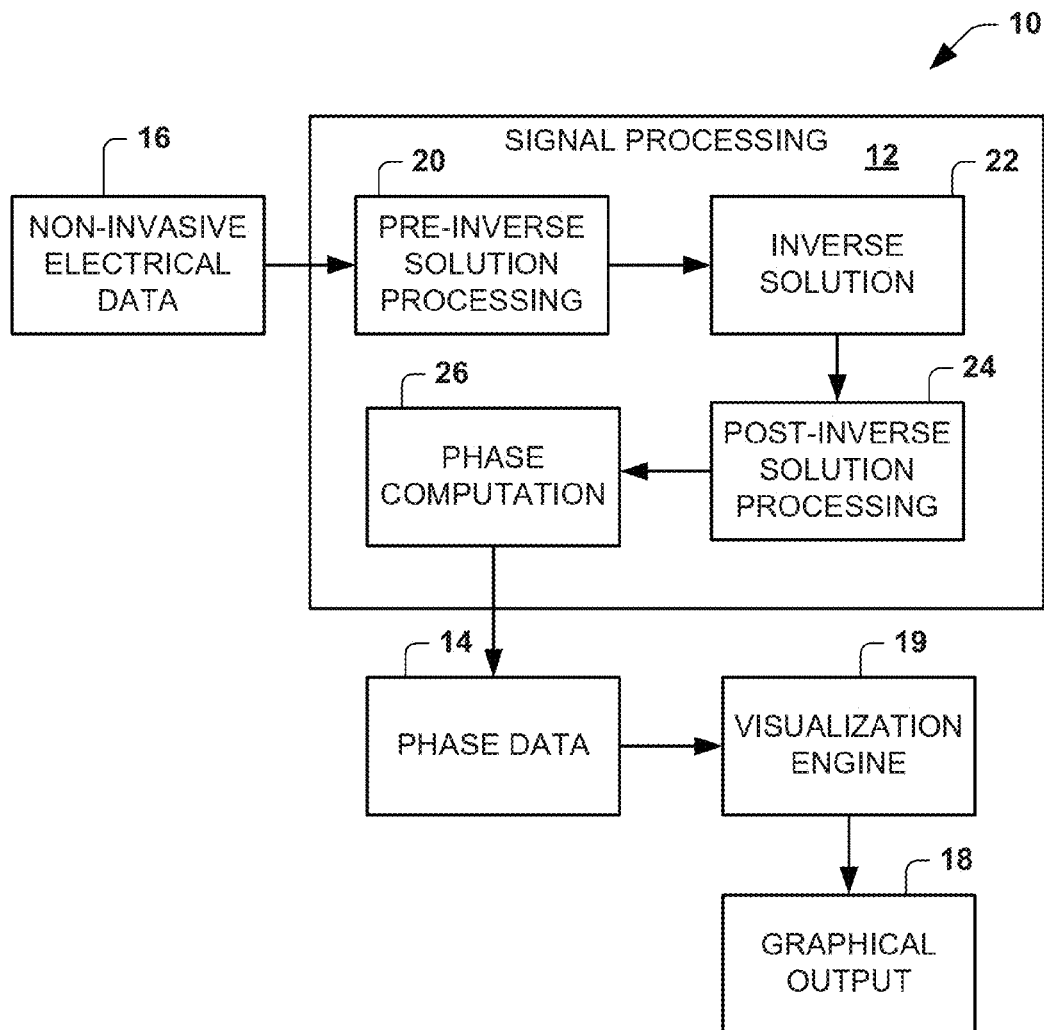 10
SIGNAL PROCESSING
12
16
NON-INVASIVE
ELECTRICAL
DATA
20
PRE-INVERSE
SOLUTION
PROCESSING
22
INVERSE
SOLUTION
24
POST-INVERSE
SOLUTION
PROCESSING
26
PHASE
COMPUTATION
14
PHASE DATA
19
VISUALIZATION
ENGINE
18
GRAPHICAL
OUTPUT